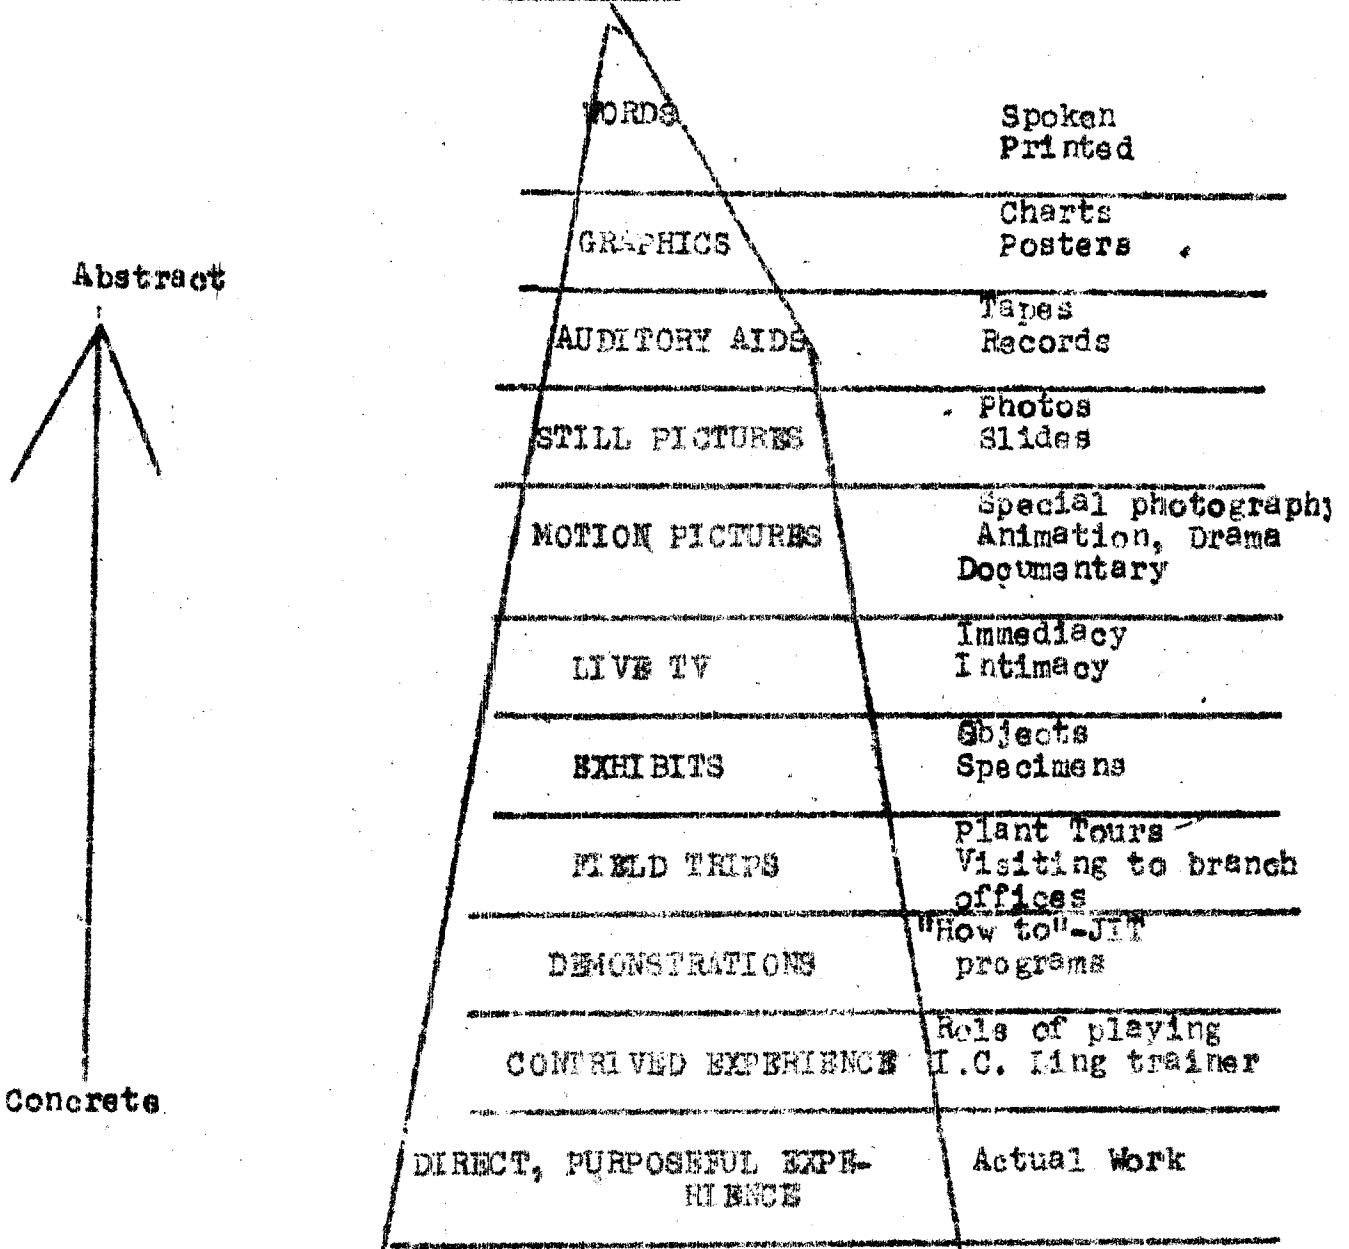 WORDS
Spoken
Printed
GRAPHICS
Charts
Posters
Abstract
AUDITORY AIDS
Tapes
Records
STILL PICTURES
Photos
Slides
MOTION PICTURES
Special photography
Animation, Drama
Documentary
LIVE TV
Immediacy
Intimacy
EXHIBITS
Objects
Specimens
FIELD TRIPS
Plant Tours
Visiting to branch
offices
DEMONSTRATIONS
"How to"-JIT
programs
CONTRIVED EXPERIENCE
Role of playing
I.C. Ling trainer
Concrete
DIRECT, PURPOSEFUL EXPE-
RIENCE
Actual Work